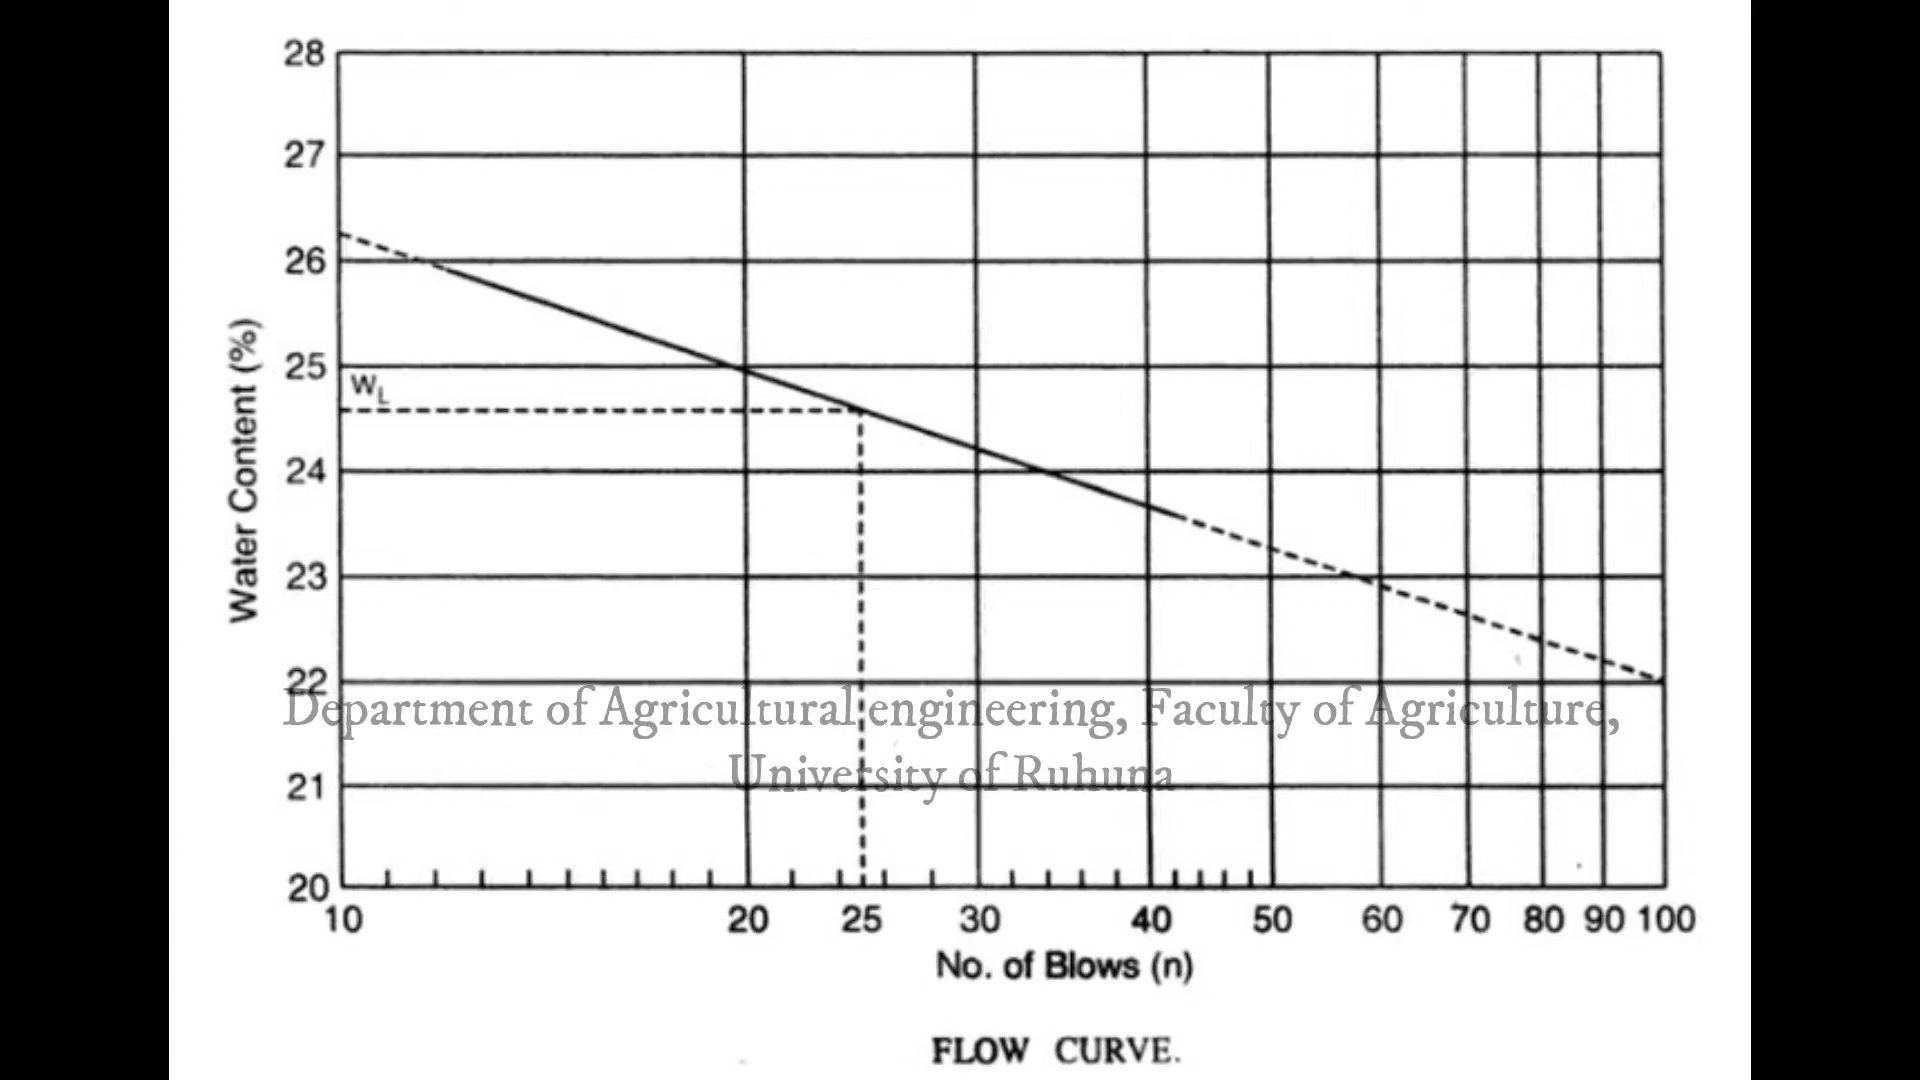 28
27
26
25
W_L
24
23
22
21
20
Water Content (%)
10 20 25 30 40 50 60 70 80 90 100
No. of Blows (n)
FLOW CURVE.
Department of Agricultural engineering, Faculty of Agriculture,
University of Ruhuna